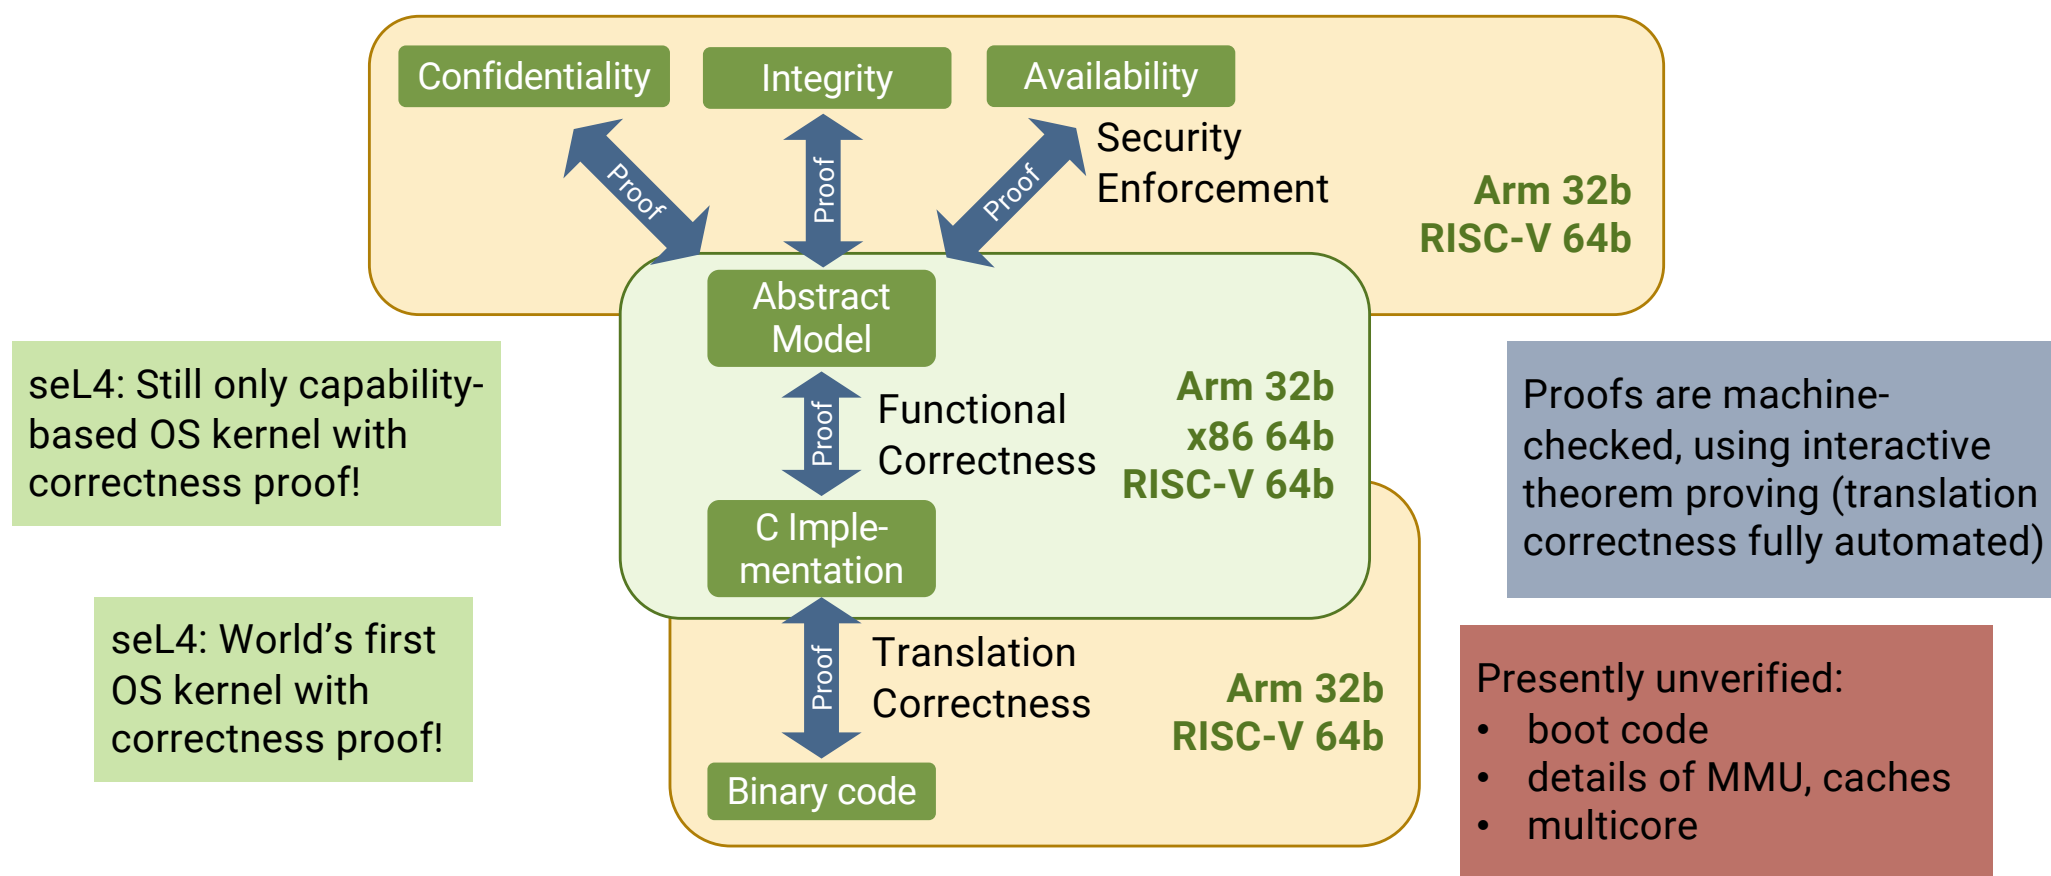 Confidentiality
Integrity
Availability
Proof
Proof
Proof
Security
Enforcement
Arm 32b
RISC-V 64b
Abstract
Model
Proof
Functional
Correctness
Arm 32b
x86 64b
RISC-V 64b
C Imple-
mentation
Proof
Translation
Correctness
Arm 32b
RISC-V 64b
Binary code
seL4: Still only capability-
based OS kernel with
correctness proof!
seL4: World’s first
OS kernel with
correctness proof!
Proofs are machine-
checked, using interactive
theorem proving (translation
correctness fully automated)
Presently unverified:
• boot code
• details of MMU, caches
• multicore